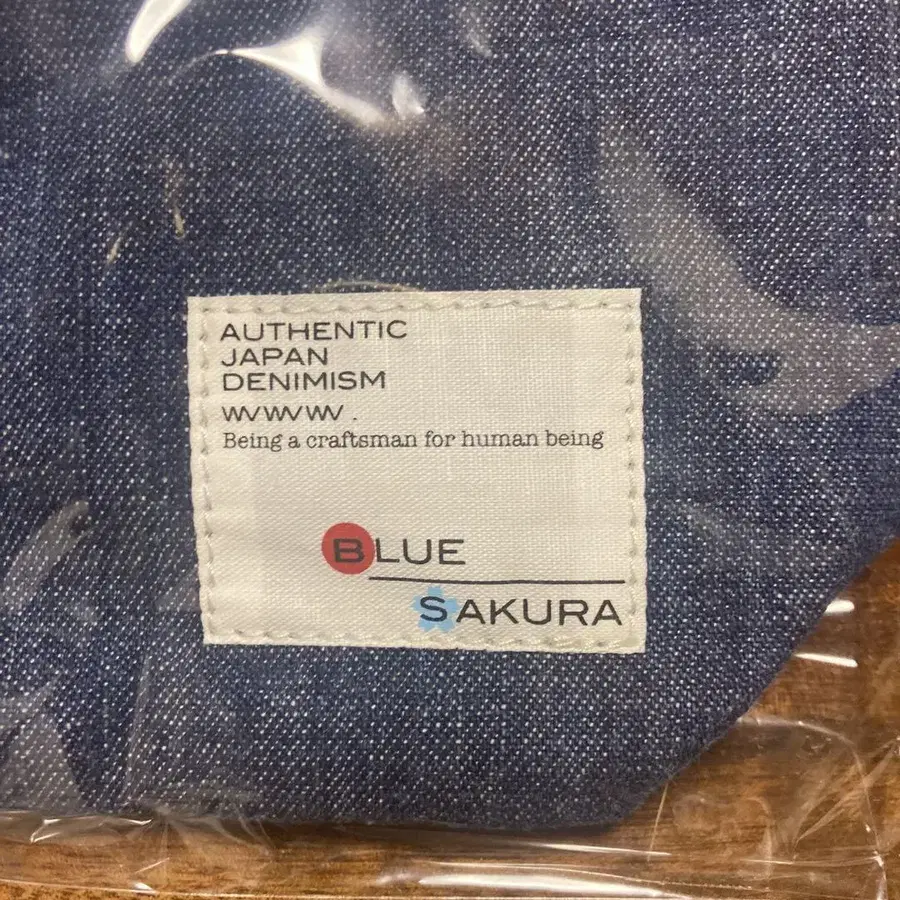 AUTHENTIC
JAPAN
DENIMISM
wwww.
Being a craftsman for human being
BLUE
SAKURA